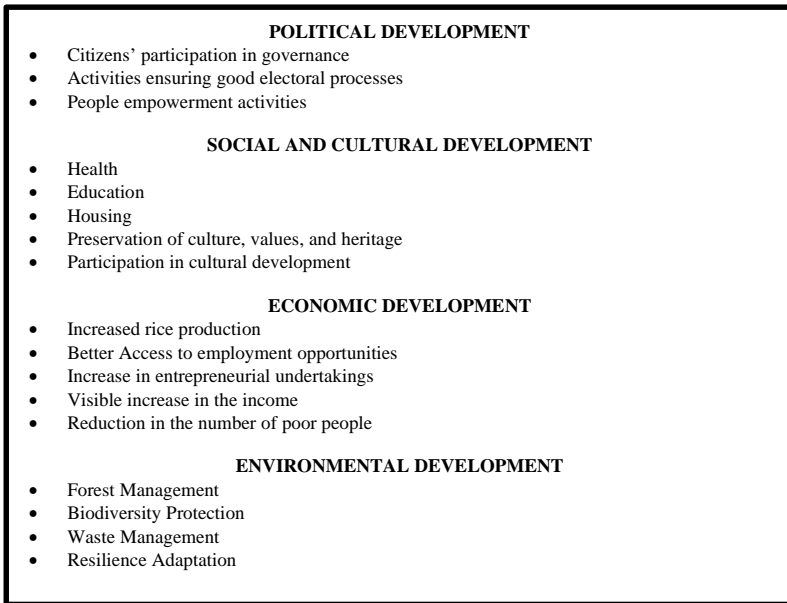 POLITICAL DEVELOPMENT
• Citizens’ participation in governance
• Activities ensuring good electoral processes
• People empowerment activities
SOCIAL AND CULTURAL DEVELOPMENT
• Health
• Education
• Housing
• Preservation of culture, values, and heritage
• Participation in cultural development
ECONOMIC DEVELOPMENT
• Increased rice production
• Better Access to employment opportunities
• Increase in entrepreneurial undertakings
• Visible increase in the income
• Reduction in the number of poor people
ENVIRONMENTAL DEVELOPMENT
• Forest Management
• Biodiversity Protection
• Waste Management
• Resilience Adaptation